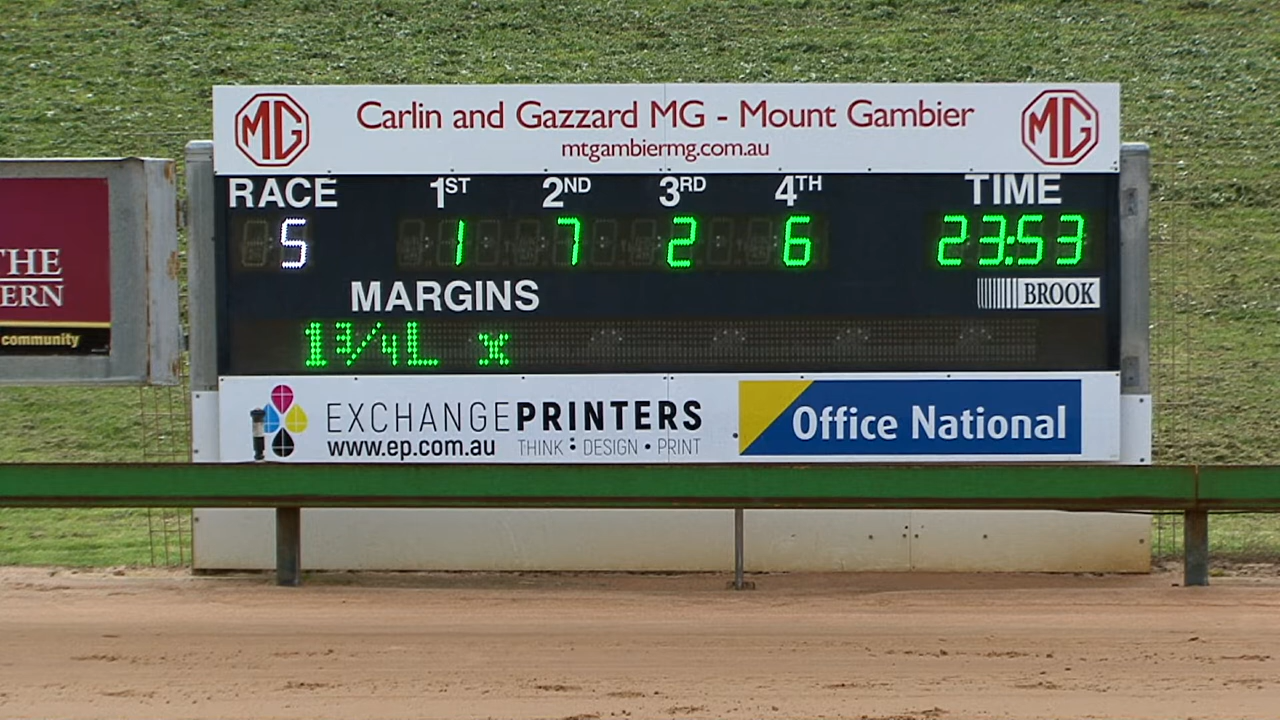 MG Carlin and Gazzard MG - Mount Gambier MG
mtgambiermg.com.au
RACE 1ST 2ND 3RD 4TH TIME
5 1 7 2 6 23:53
MARGINS BROOK
1¾L x
EXCHANGEPRINTERS
www.ep.com.au THINK • DESIGN • PRINT
Office National
THE
ERN
community